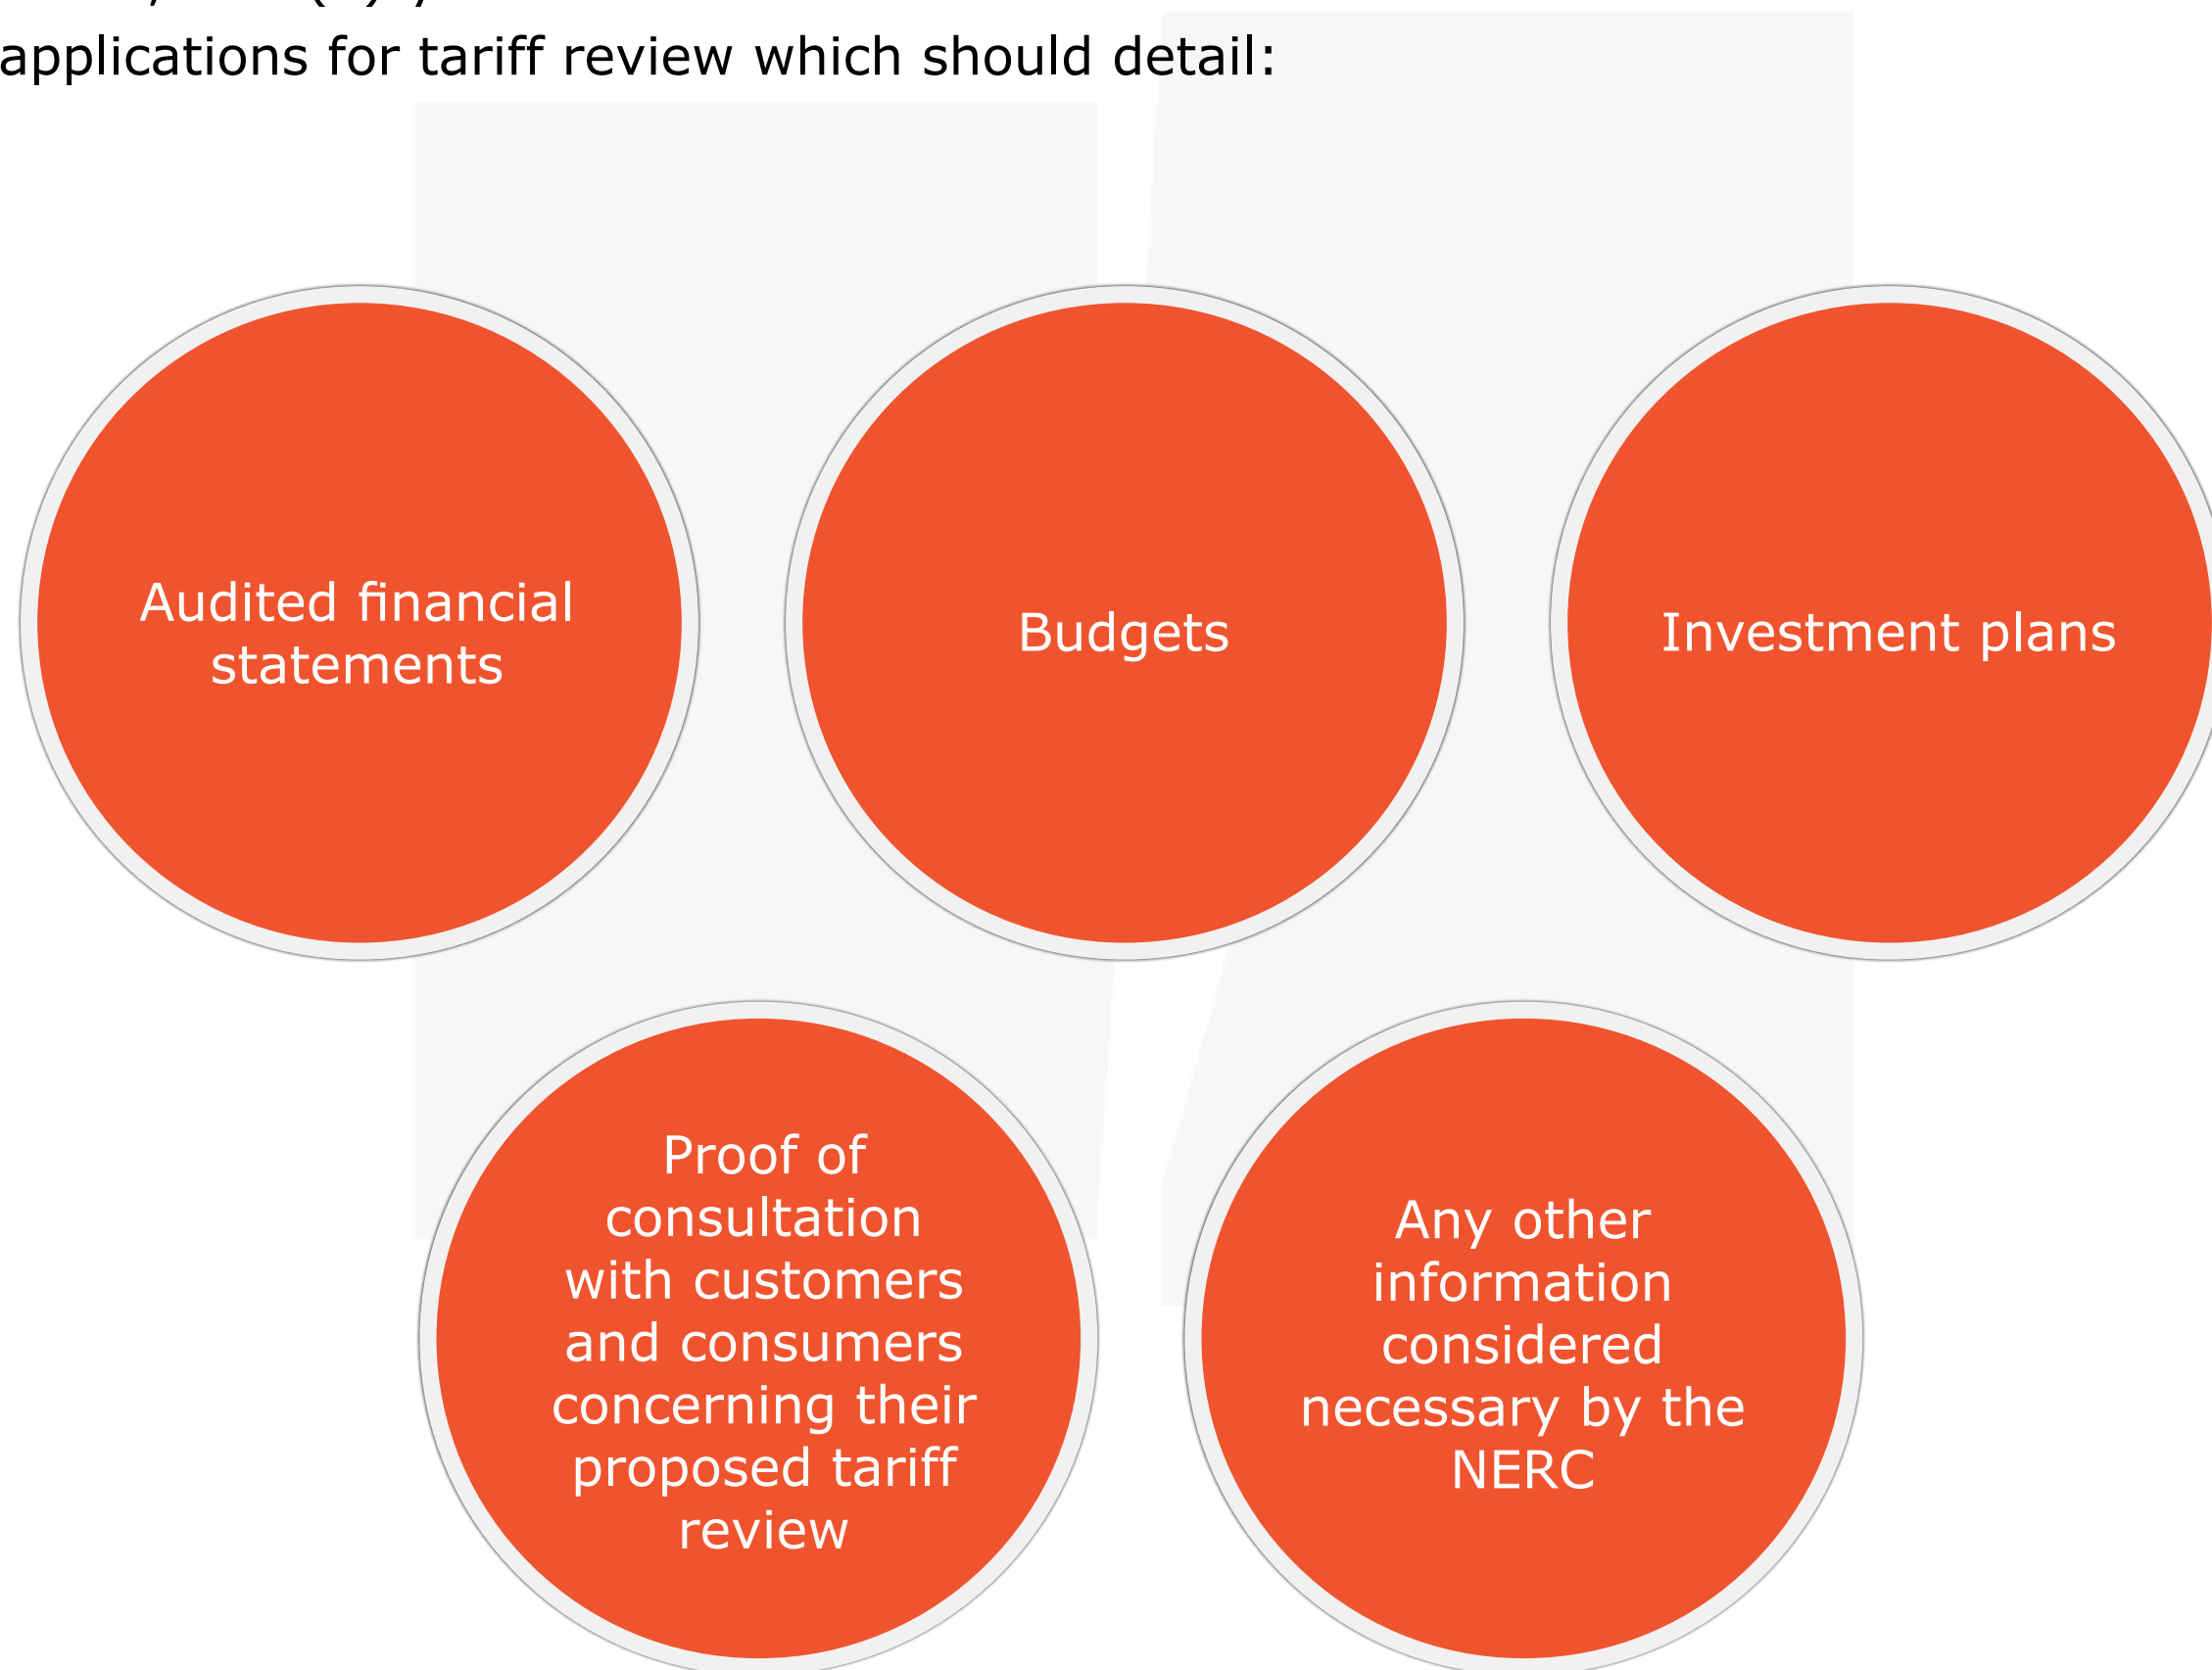 applications for tariff review which should detail:
Audited financial
statements
Budgets
Investment plans
Proof of
consultation
with customers
and consumers
concerning their
proposed tariff
review
Any other
information
considered
necessary by the
NERC